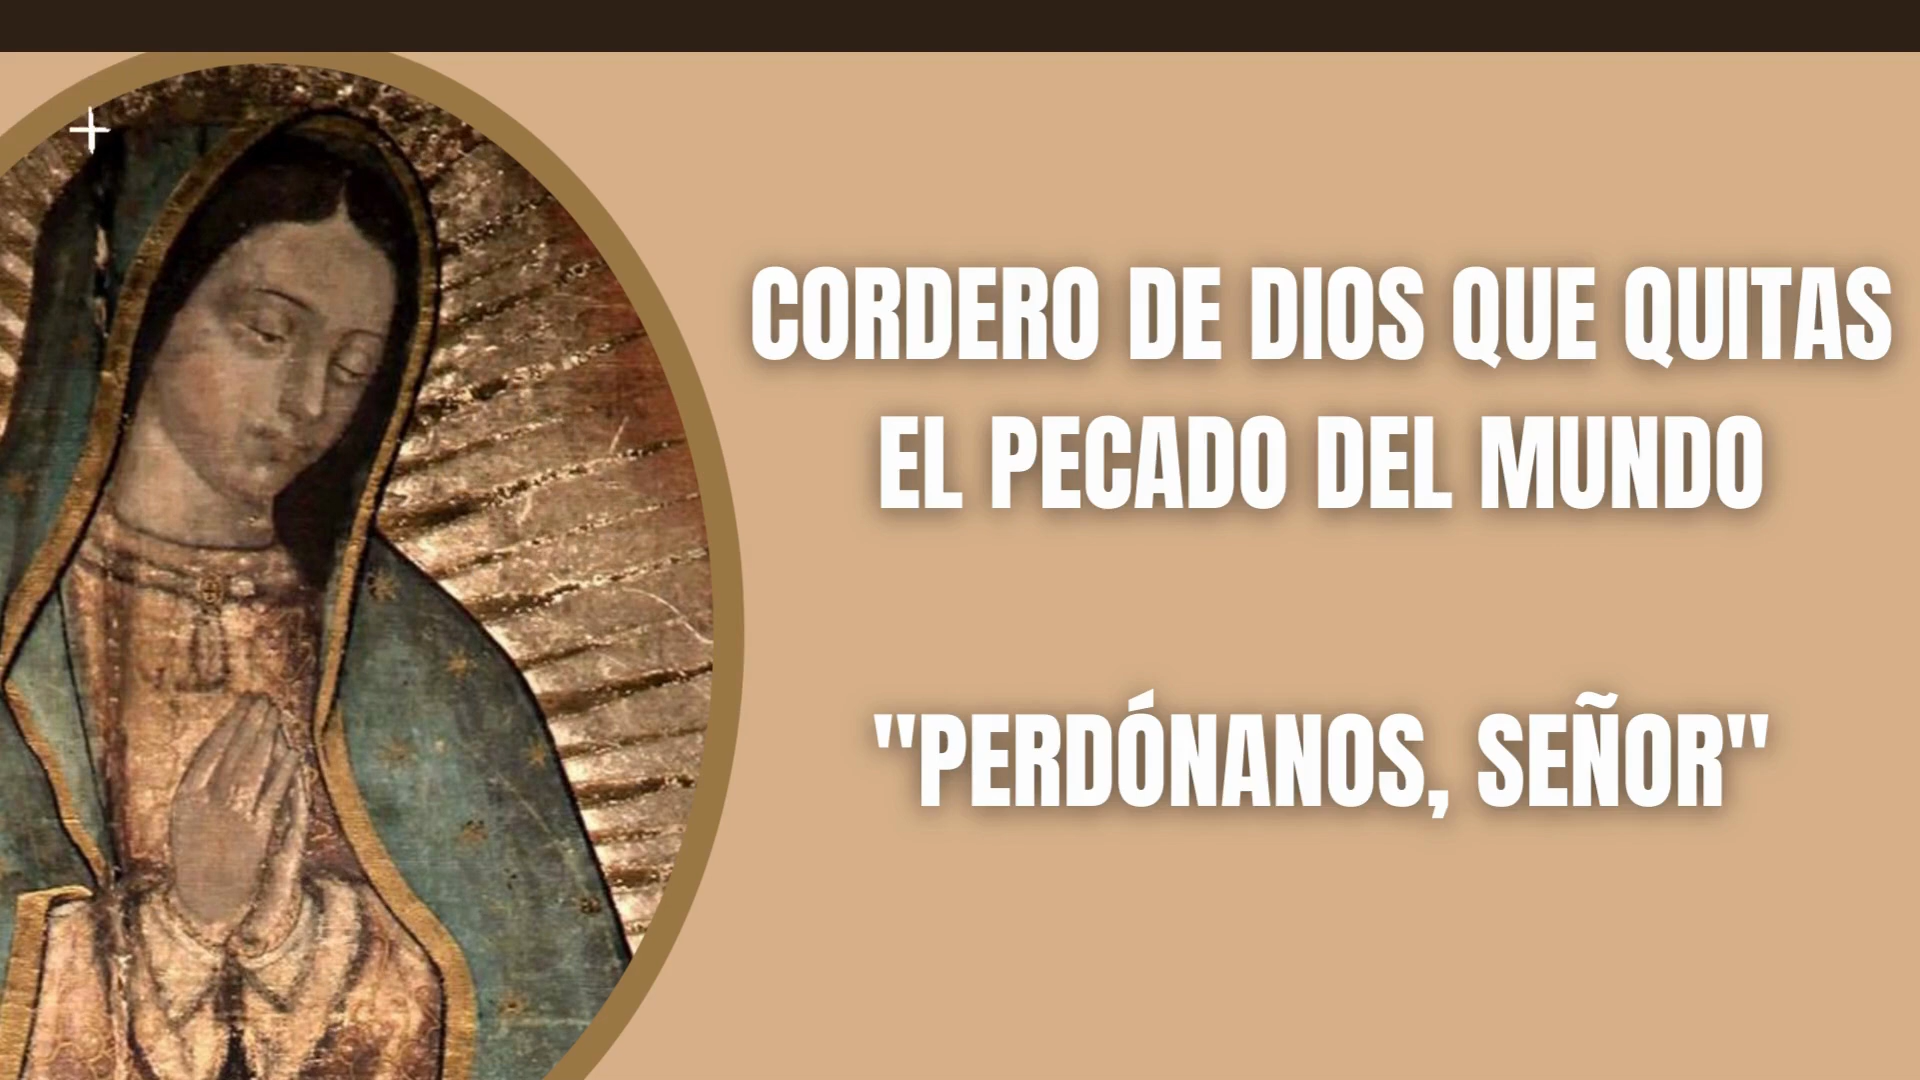 CORDERO DE DIOS QUE QUITAS
EL PECADO DEL MUNDO
"PERDÓNANOS, SEÑOR"